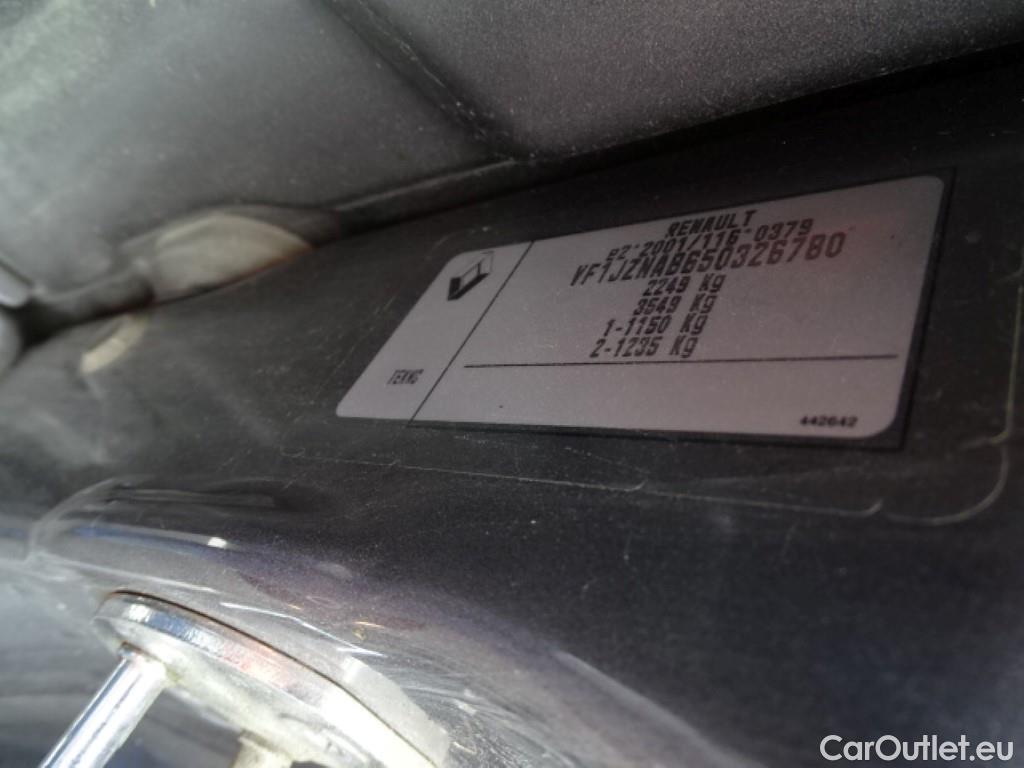 RENAULT
e2*2001/116*0379
VF1JZNAB650326780
2249 Kg
3549 Kg
1-1150 Kg
2-1235 Kg
TEKNG
442642
CarOutlet.eu